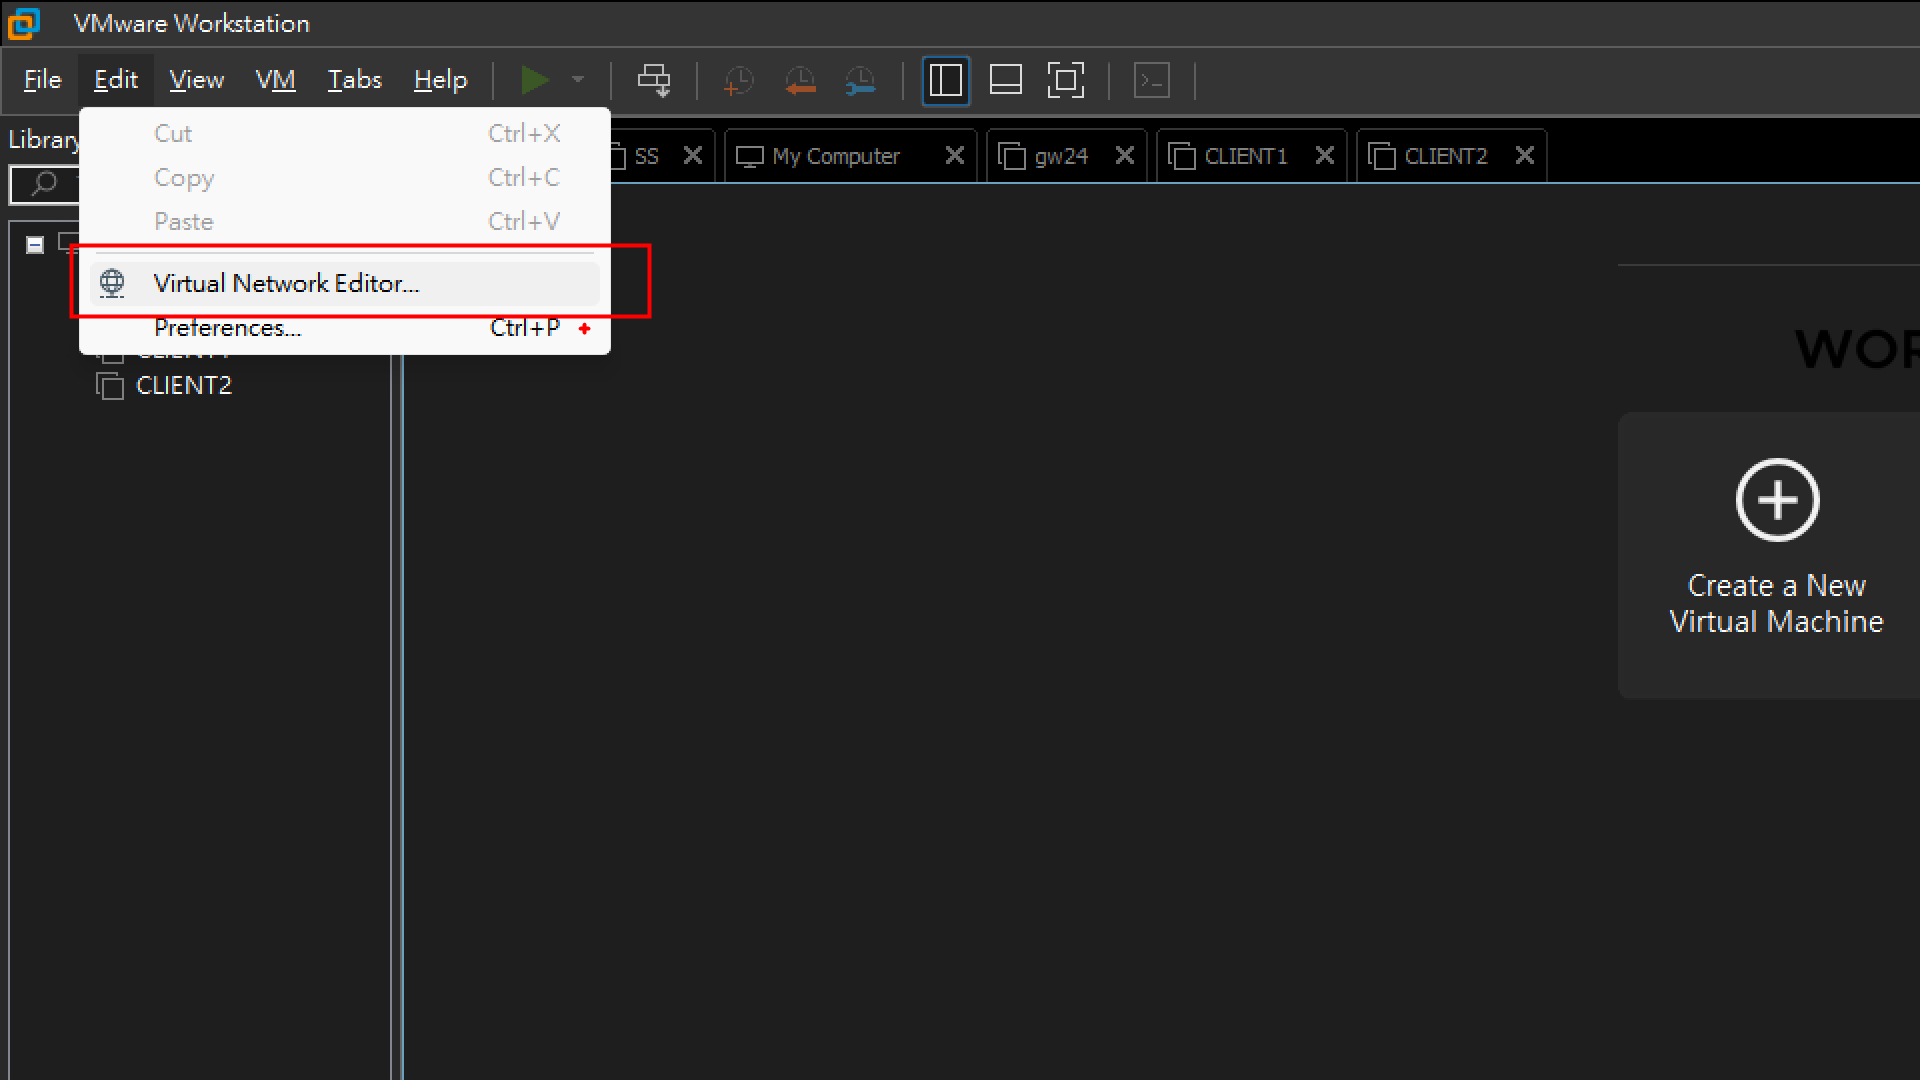 VMware Workstation
File Edit View VM Tabs Help
Library
Cut Ctrl+X
Copy Ctrl+C
Paste Ctrl+V
Virtual Network Editor...
Preferences... Ctrl+P
CLIENT2
SS
My Computer
gw24
CLIENT1
CLIENT2
Create a New
Virtual Machine